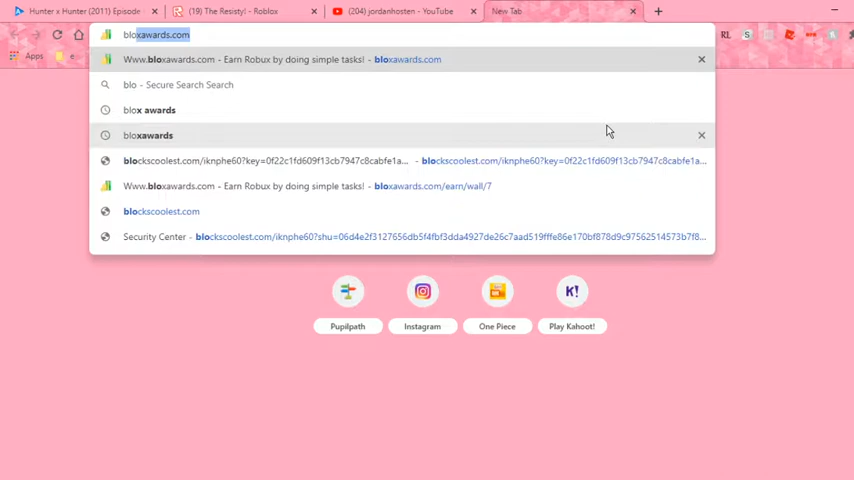 Hunter x Hunter (2011) Episode
(19) The Resisty! - Roblox
(204) jordanhosten - YouTube
New Tab
bloxawards.com
RL
S
Apps
e
Www.bloxawards.com - Earn Robux by doing simple tasks! - bloxawards.com
blo - Secure Search Search
blox awards
bloxawards
blockscoolest.com/iknphe60?key=0f22c1fd609f13cb7947c8cabfe1a... - blockscoolest.com/iknphe60?key=0f22c1fd609f13cb7947c8cabfe1a...
Www.bloxawards.com - Earn Robux by doing simple tasks! - bloxawards.com/earn/wall/7
blockscoolest.com
Security Center - blockscoolest.com/iknphe60?shu=06d4e2f3127656db5f4fbf3dda4927de26c7aad519fffe86e170bf878d9c97562514573b7f8...
K!
Pupilpath
Instagram
One Piece
Play Kahoot!